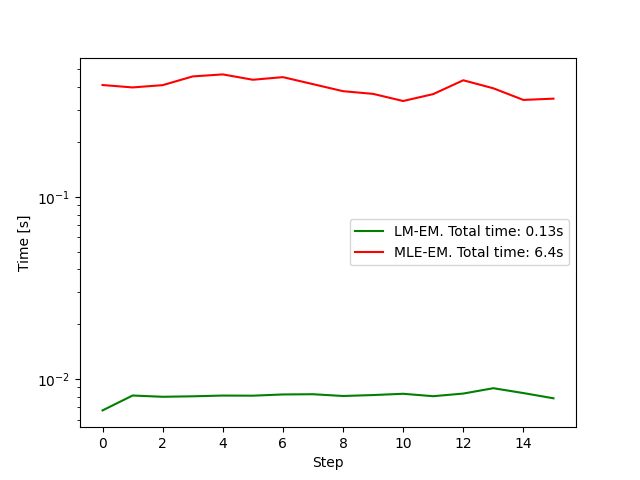 10⁻¹
10⁻²
Time [s]
LM-EM. Total time: 0.13s
MLE-EM. Total time: 6.4s
0 2 4 6 8 10 12 14
Step